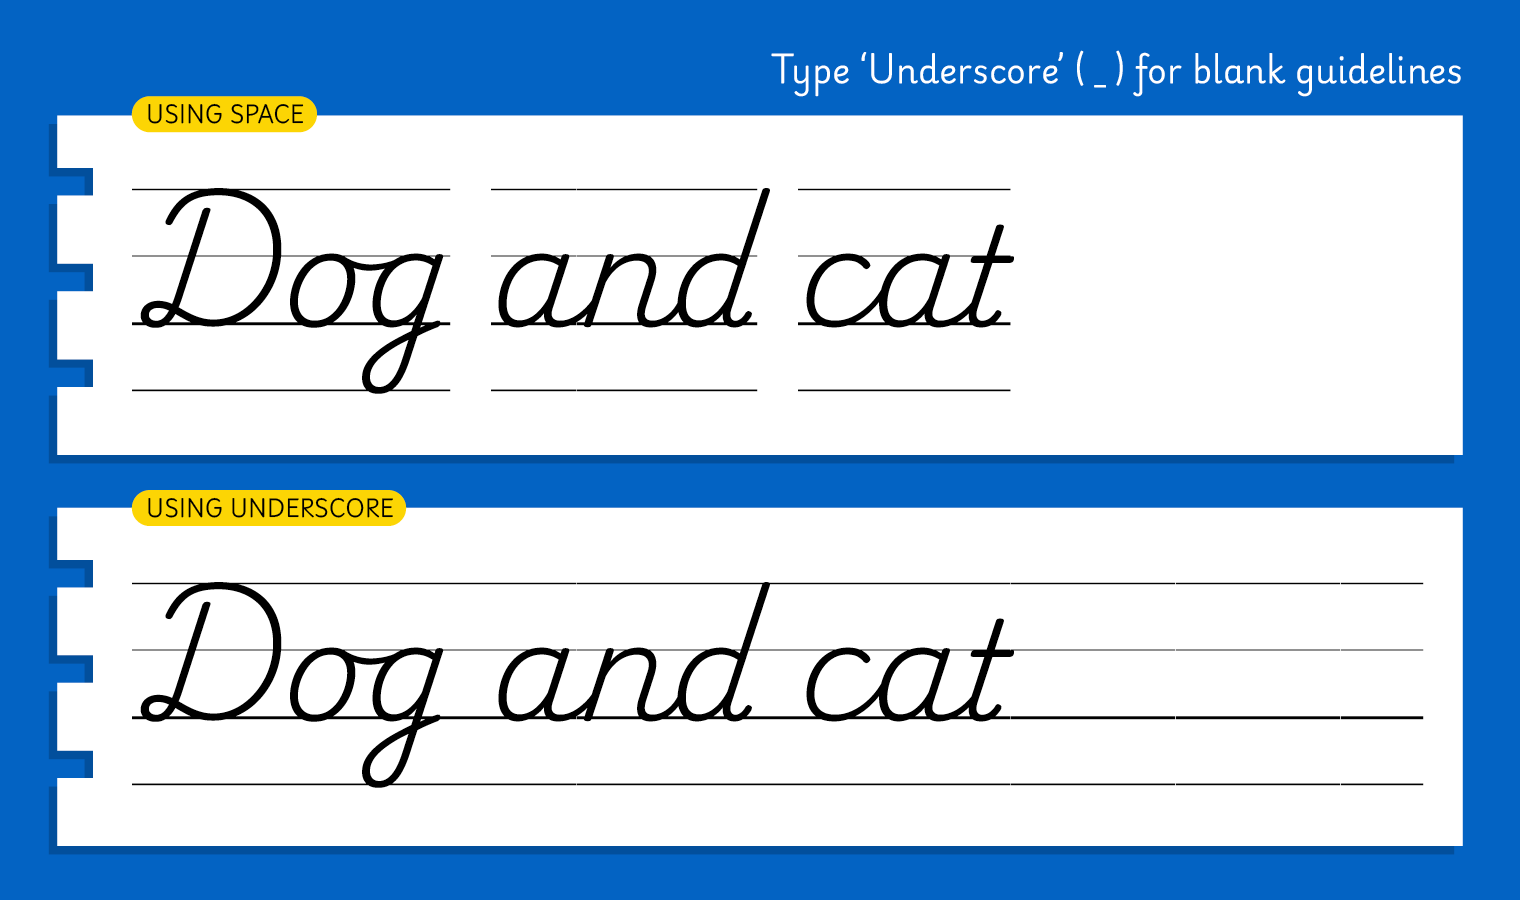 Type ‘Underscore’ ( _ ) for blank guidelines
USING SPACE
Dog and cat
USING UNDERSCORE
Dog and cat